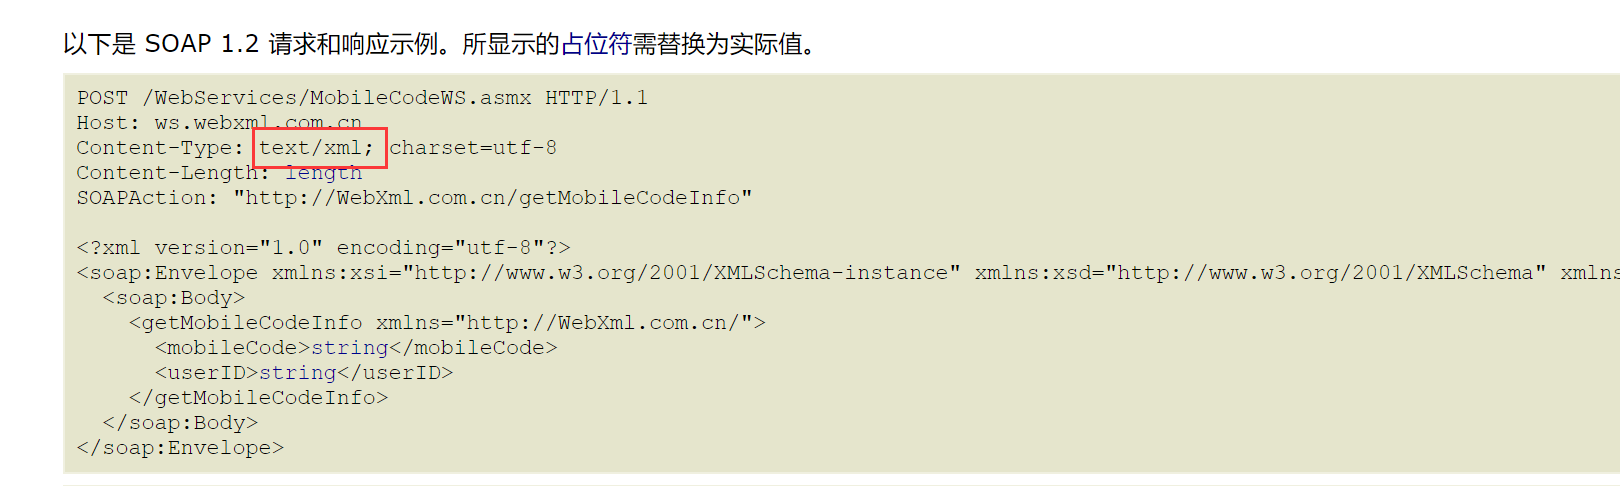 以下是 SOAP 1.2 请求和响应示例。所显示的占位符需替换为实际值。
POST /WebServices/MobileCodeWS.asmx HTTP/1.1
Host: ws.webxml.com.cn
Content-Type: text/xml; charset=utf-8
Content-Length: length
SOAPAction: "http://WebXml.com.cn/getMobileCodeInfo"
<?xml version="1.0" encoding="utf-8"?>
<soap:Envelope xmlns:xsi="http://www.w3.org/2001/XMLSchema-instance" xmlns:xsd="http://www.w3.org/2001/XMLSchema" xmlns
<soap:Body>
<getMobileCodeInfo xmlns="http://WebXml.com.cn/">
<mobileCode>string</mobileCode>
<userID>string</userID>
</getMobileCodeInfo>
</soap:Body>
</soap:Envelope>